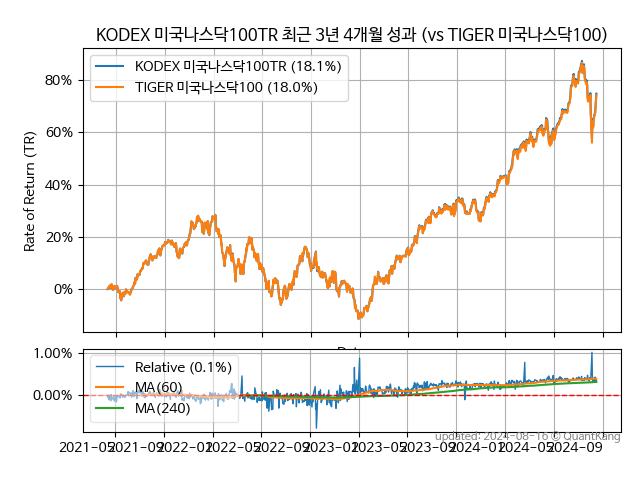 KODEX 미국나스닥100TR 최근 3년 4개월 성과 (vs TIGER 미국나스닥100)
KODEX 미국나스닥100TR (18.1%)
TIGER 미국나스닥100 (18.0%)
Rate of Return (TR)
80%
60%
40%
20%
0%
1.00%
0.00%
Relative (0.1%)
MA(60)
MA(240)
2021-05 2021-09 2022-01 2022-05 2022-09 2023-01 2023-05 2023-09 2024-01 2024-05 2024-09
updated: 2024-08-16 © QuantKang